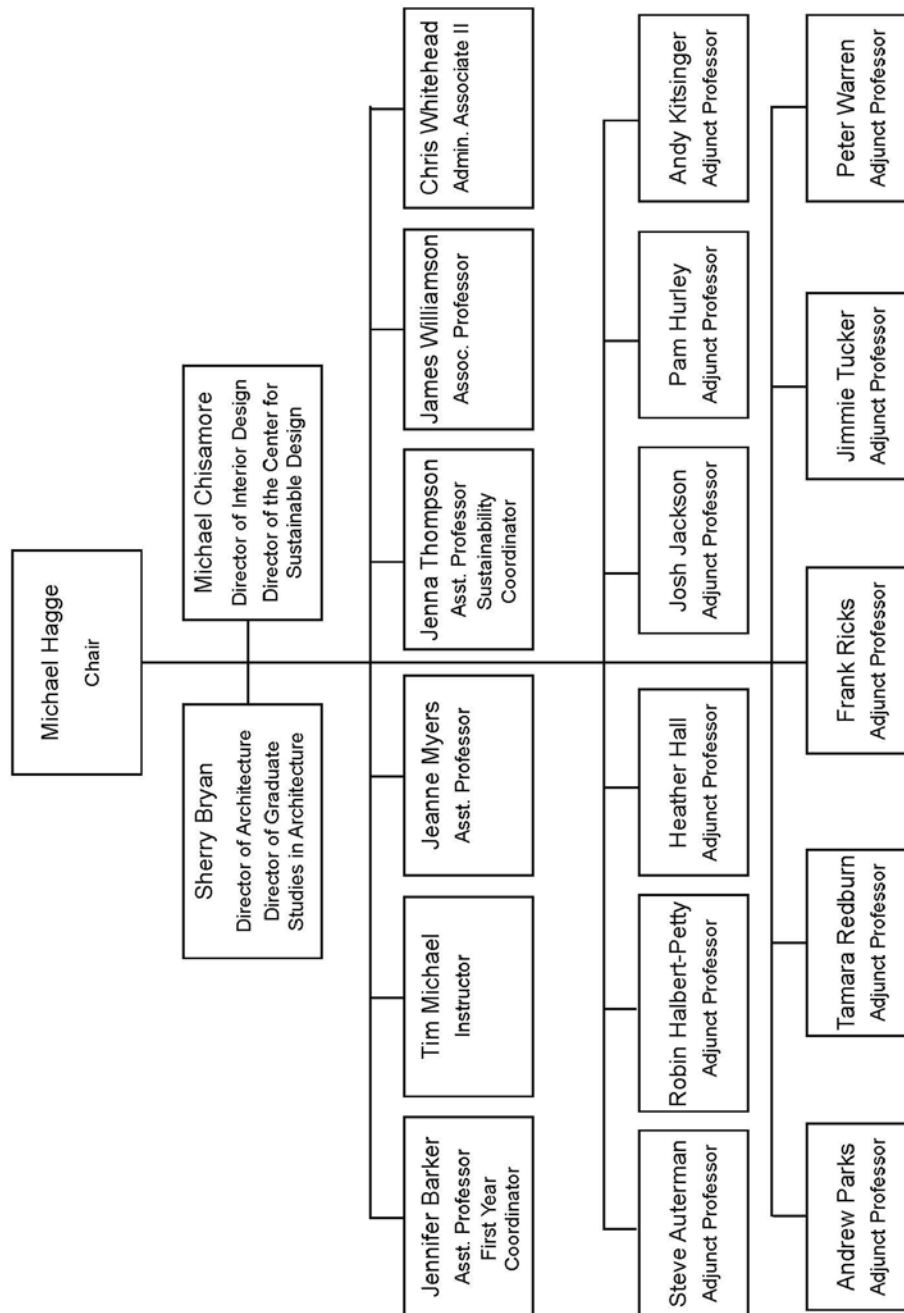 Michael Hagge
Chair
Sherry Bryan
Director of Architecture
Director of Graduate
Studies in Architecture
Michael Chisamore
Director of Interior Design
Director of the Center for
Sustainable Design
Jennifer Barker
Asst. Professor
First Year
Coordinator
Tim Michael
Instructor
Jeanne Myers
Asst. Professor
Jenna Thompson
Asst. Professor
Sustainability
Coordinator
James Williamson
Assoc. Professor
Chris Whitehead
Admin. Associate II
Steve Auterman
Adjunct Professor
Robin Halbert-Petty
Adjunct Professor
Heather Hall
Adjunct Professor
Josh Jackson
Adjunct Professor
Pam Hurley
Adjunct Professor
Andy Kitsinger
Adjunct Professor
Andrew Parks
Adjunct Professor
Tamara Redburn
Adjunct Professor
Frank Ricks
Adjunct Professor
Jimmie Tucker
Adjunct Professor
Peter Warren
Adjunct Professor